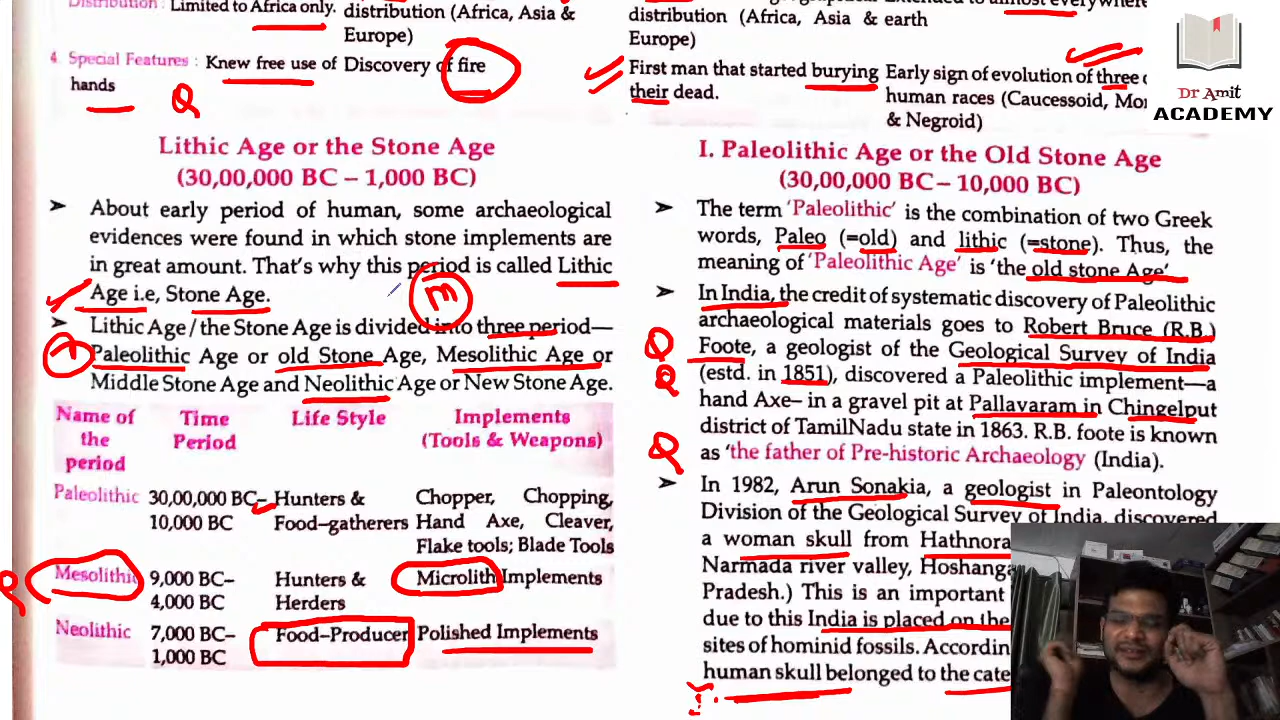 Distribution : Limited to Africa only.
distribution (Africa, Asia &
Europe)
4. Special Features : Knew free use of
hands
Discovery of fire
distribution (Africa, Asia &
Europe)
Extended to almost everywhere
earth
First man that started burying
their dead.
Early sign of evolution of three
human races (Caucessoid, Mo
& Negroid)
Dr Amit
ACADEMY
Q
Lithic Age or the Stone Age
(30,00,000 BC – 1,000 BC)
➤ About early period of human, some archaeological
evidences were found in which stone implements are
in great amount. That's why this period is called Lithic
Age i.e, Stone Age.
m
➤ Lithic Age/the Stone Age is divided into three period—
Paleolithic Age or old Stone Age, Mesolithic Age or
Middle Stone Age and Neolithic Age or New Stone Age.
Name of the period
Time Period
Life Style
Implements (Tools & Weapons)
Paleolithic 30,00,000 BC– Hunters & Chopper, Chopping,
10,000 BC Food–gatherers Hand Axe, Cleaver,
Flake tools; Blade Tools
Q
Mesolithic 9,000 BC– Hunters & Microlith Implements
4,000 BC Herders
Neolithic 7,000 BC– Food–Producer Polished Implements
1,000 BC
I. Paleolithic Age or the Old Stone Age
(30,00,000 BC – 10,000 BC)
➤ The term 'Paleolithic' is the combination of two Greek
words, Paleo (=old) and lithic (=stone). Thus, the
meaning of 'Paleolithic Age' is 'the old stone Age'.
➤ In India, the credit of systematic discovery of Paleolithic
archaeological materials goes to Robert Bruce (R.B.)
Q
Foote, a geologist of the Geological Survey of India
Q
(estd. in 1851), discovered a Paleolithic implement—a
hand Axe– in a gravel pit at Pallavaram in Chingelput
district of TamilNadu state in 1863. R.B. foote is known
Q
as 'the father of Pre-historic Archaeology (India).
➤ In 1982, Arun Sonakia, a geologist in Paleontology
Division of the Geological Survey of India, discovered
a woman skull from Hathnora
Narmada river valley, Hoshanga
Pradesh.) This is an important
due to this India is placed on the
sites of hominid fossils. Accordin
human skull belonged to the cate